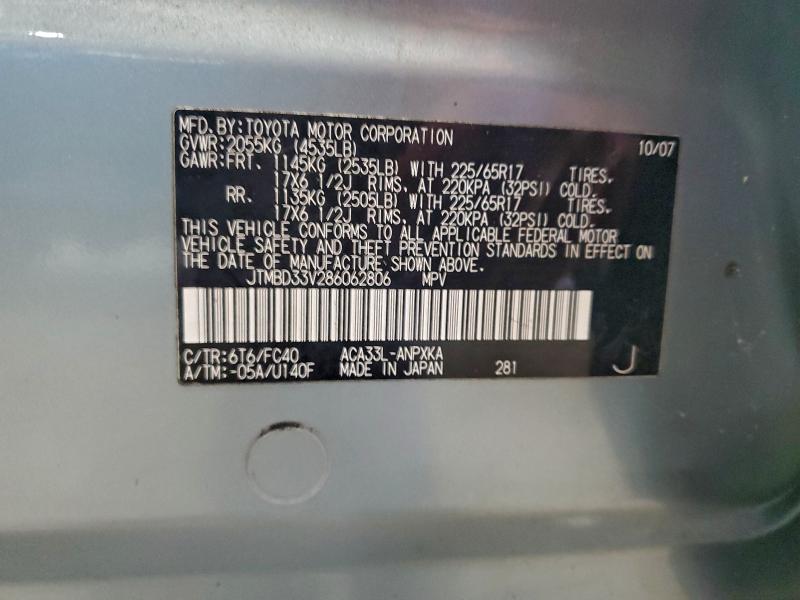 MFD.BY:TOYOTA MOTOR CORPORATION 10/07
GVWR:2055KG (4535LB)
GAWR:FRT. 1145KG (2535LB) WITH 225/65R17 TIRES,
17X6 1/2J RIMS, AT 220KPA (32PSI) COLD.
RR. 1135KG (2505LB) WITH 225/65R17 TIRES,
17X6 1/2J RIMS, AT 220KPA (32PSI) COLD.
THIS VEHICLE CONFORMS TO ALL APPLICABLE FEDERAL MOTOR
VEHICLE SAFETY AND THEFT PREVENTION STANDARDS IN EFFECT ON
THE DATE OF MANUFACTURE SHOWN ABOVE.
JTMBD33V286062806 MPV
C/TR:6T6/FC40 ACA33L-ANPXKA
A/TM:-05A/U140F MADE IN JAPAN 281 J